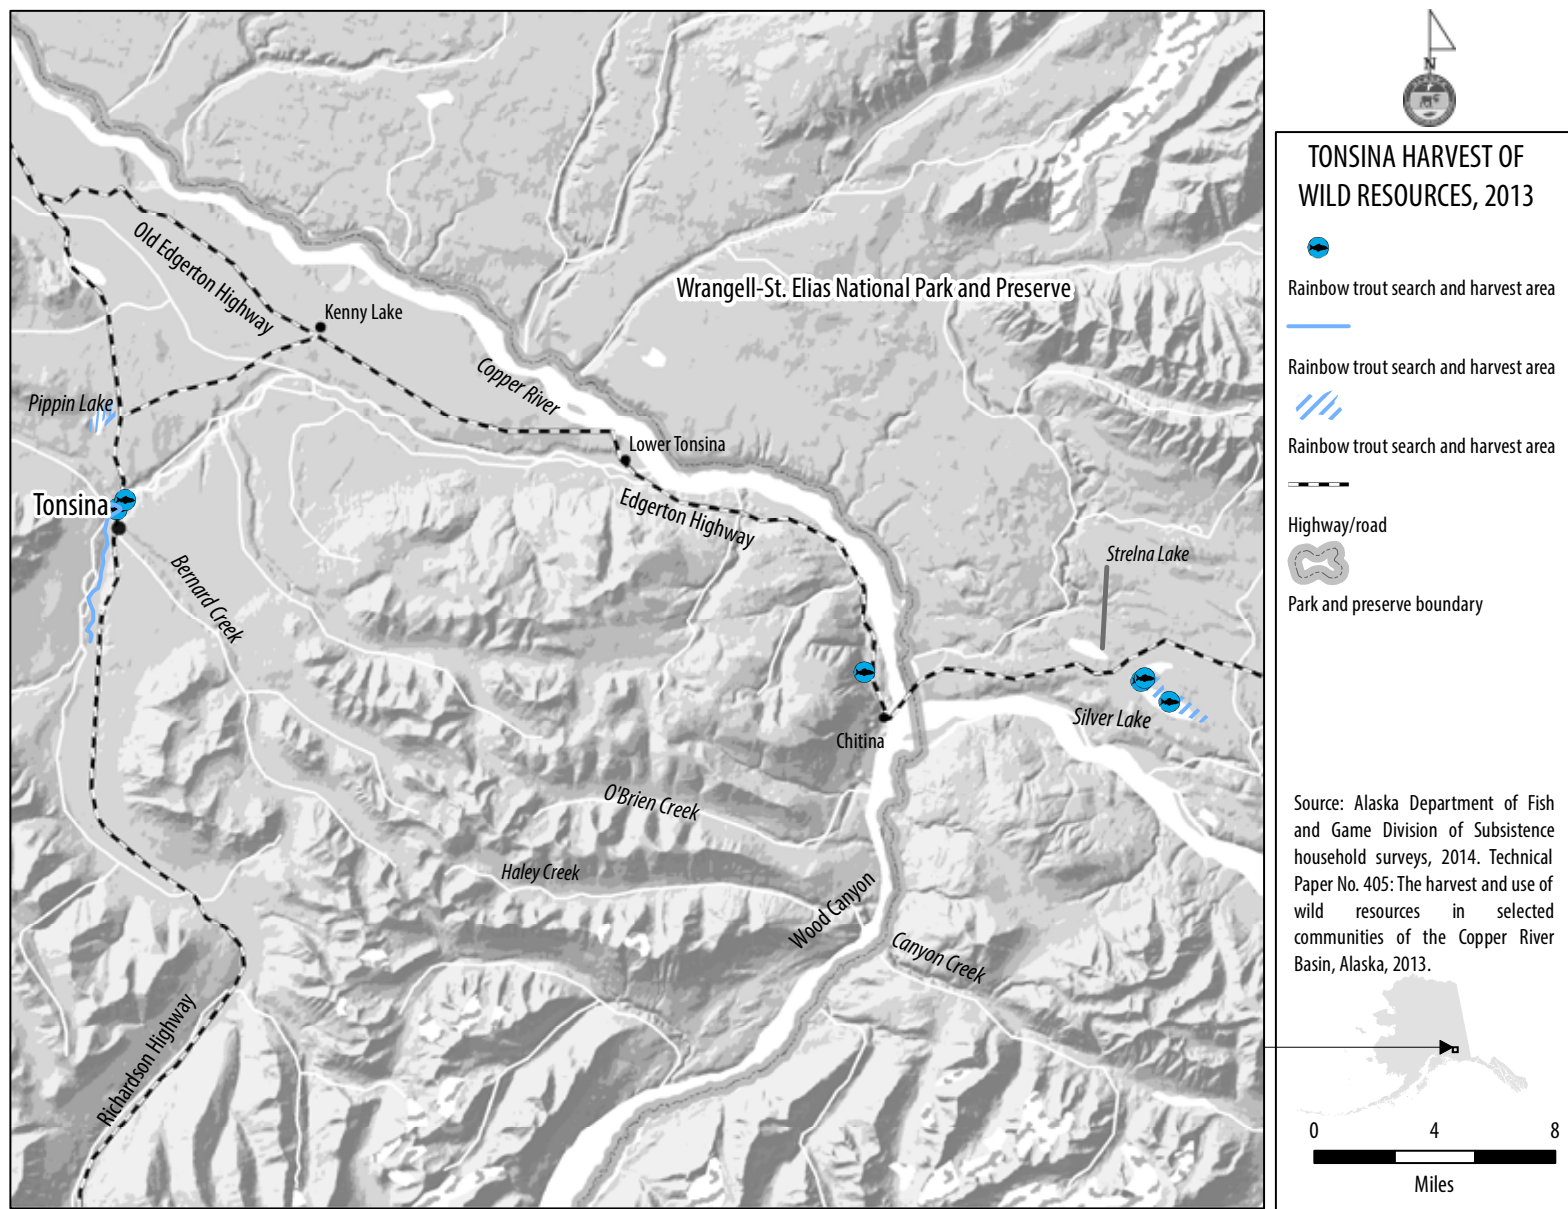 Old Edgerton Highway
Kenny Lake
Wrangell-St. Elias National Park and Preserve
Copper River
Pippin Lake
Lower Tonsina
Edgerton Highway
Tonsina
Bernard Creek
Strelna Lake
Silver Lake
Chitina
O'Brien Creek
Haley Creek
Wood Canyon
Canyon Creek
Richardson Highway
N
TONSINA HARVEST OF
WILD RESOURCES, 2013
Rainbow trout search and harvest area
Rainbow trout search and harvest area
Rainbow trout search and harvest area
Highway/road
Park and preserve boundary
Source: Alaska Department of Fish
and Game Division of Subsistence
household surveys, 2014. Technical
Paper No. 405: The harvest and use of
wild resources in selected
communities of the Copper River
Basin, Alaska, 2013.
0 4 8
Miles